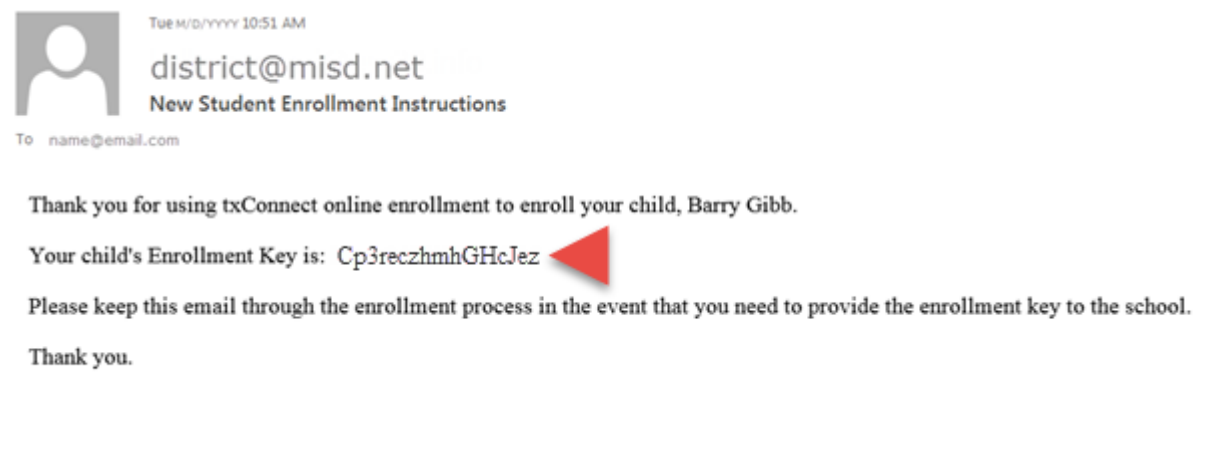 Tue M/D/YYYY 10:51 AM
district@misd.net
New Student Enrollment Instructions
To name@email.com
Thank you for using txConnect online enrollment to enroll your child, Barry Gibb.
Your child's Enrollment Key is: Cp3reczhmhGHcJez
Please keep this email through the enrollment process in the event that you need to provide the enrollment key to the school.
Thank you.